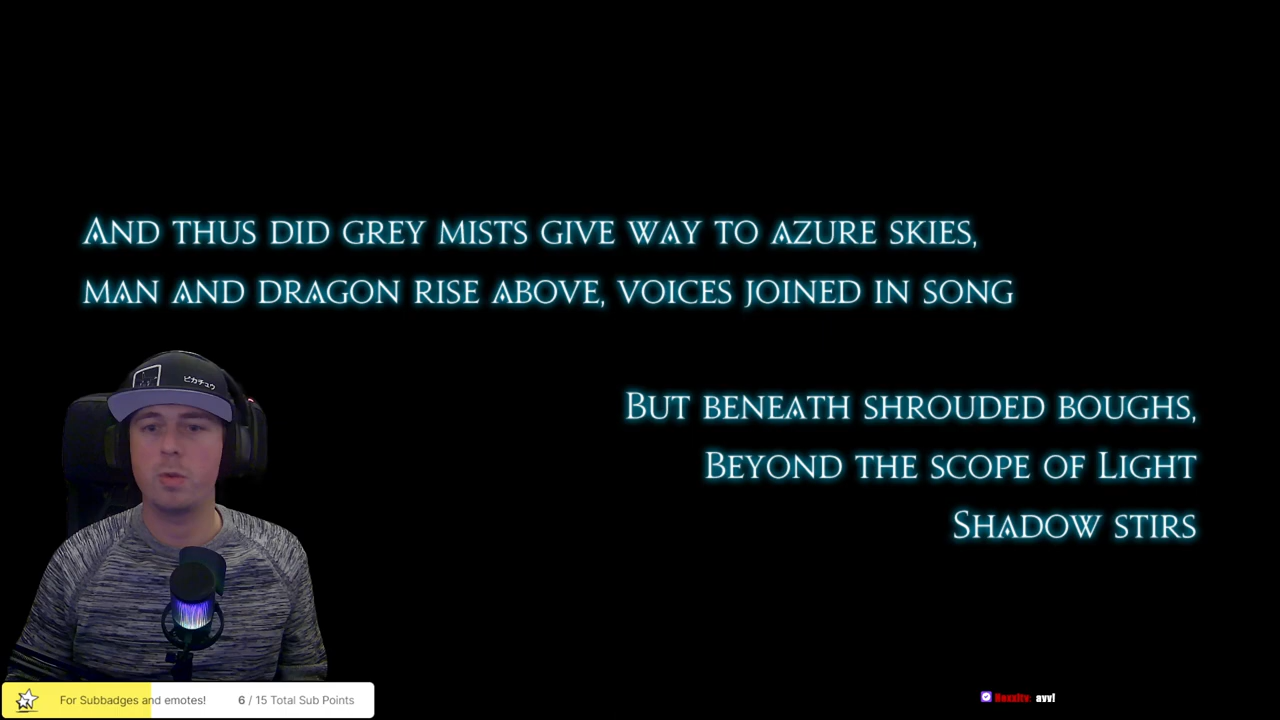 And thus did grey mists give way to azure skies,
man and dragon rise above, voices joined in song
But beneath shrouded boughs,
Beyond the scope of Light
Shadow stirs
ピカチュウ
For Subbadges and emotes! 6 / 15 Total Sub Points
avv!